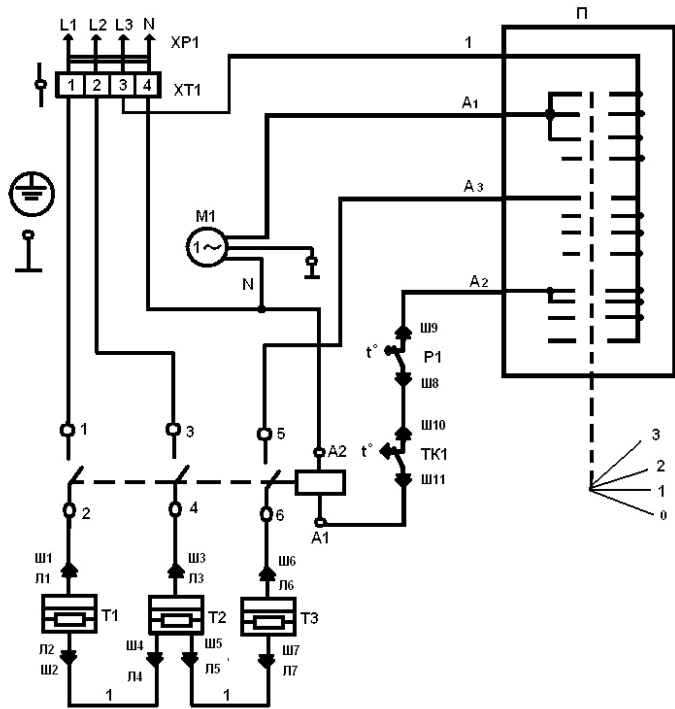 L1 L2 L3 N
XP1
1 2 3 4
XT1
П
1
A1
A3
A2
M1
1~
N
Ш9
t° P1
Ш8
Ш10
t° TK1
Ш11
3
2
1
0
1 3 5
A2
2 4 6
A1
Ш1 Ш3 Ш6
Л1 Л3 Л6
T1 T2 T3
Л2 Ш4 Ш5 Ш7
Ш2 Л4 Л5 Л7
1 1